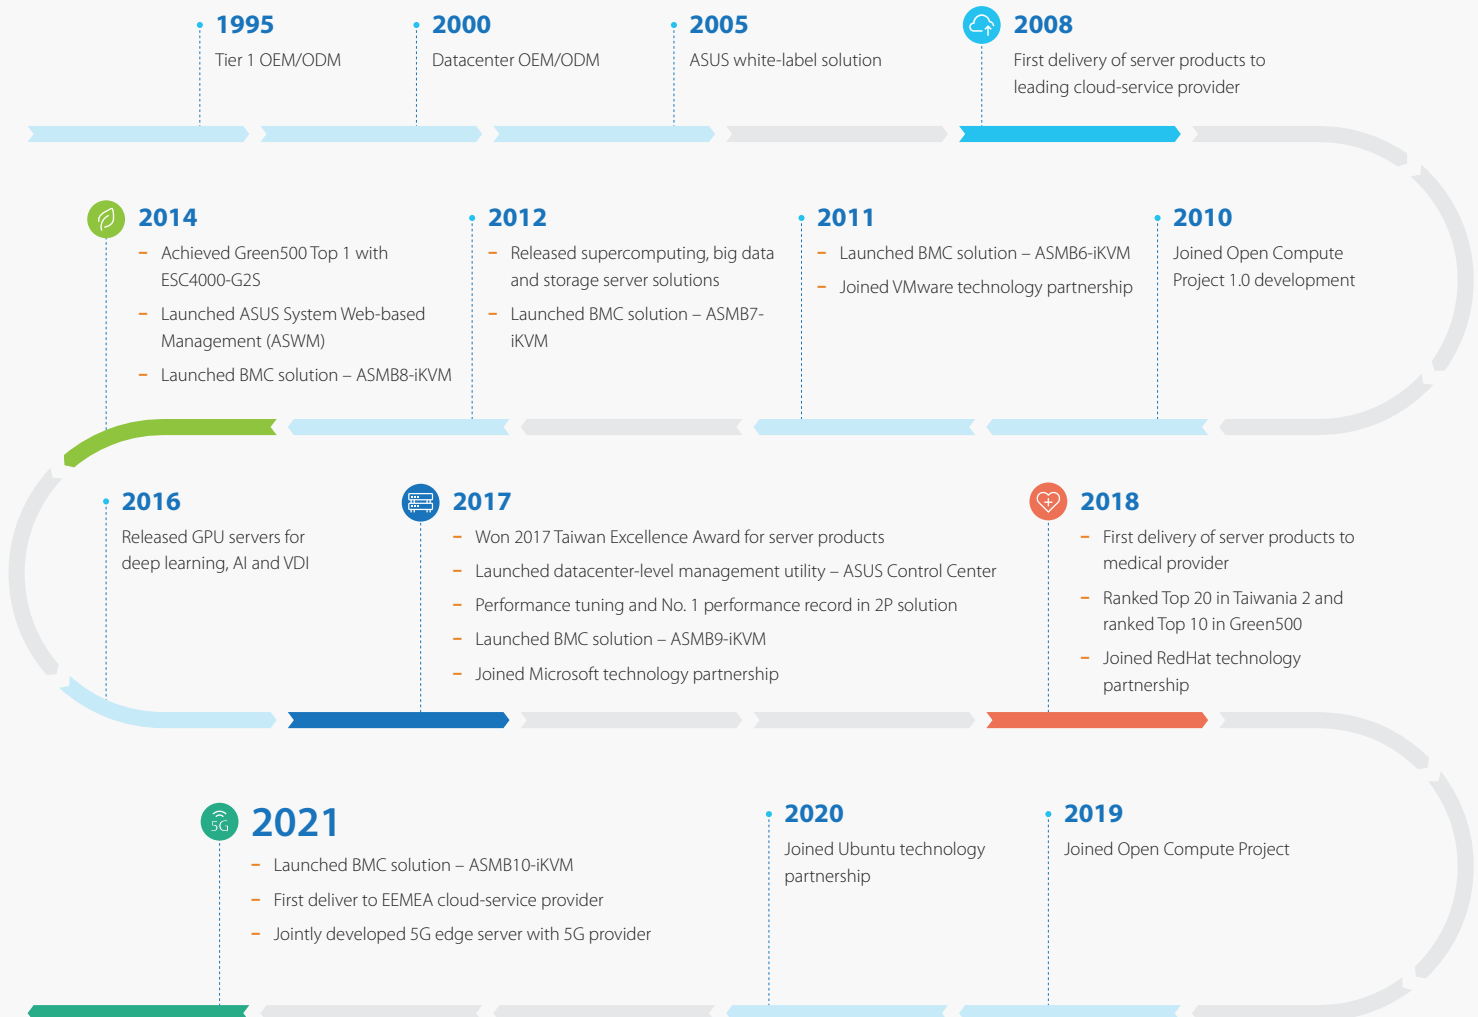 1995
Tier 1 OEM/ODM
2000
Datacenter OEM/ODM
2005
ASUS white-label solution
2008
First delivery of server products to
leading cloud-service provider
2014
– Achieved Green500 Top 1 with
ESC4000-G2S
– Launched ASUS System Web-based
Management (ASWM)
– Launched BMC solution – ASMB8-iKVM
2012
– Released supercomputing, big data
and storage server solutions
– Launched BMC solution – ASMB7-
iKVM
2011
– Launched BMC solution – ASMB6-iKVM
– Joined VMware technology partnership
2010
Joined Open Compute
Project 1.0 development
2016
Released GPU servers for
deep learning, AI and VDI
2017
– Won 2017 Taiwan Excellence Award for server products
– Launched datacenter-level management utility – ASUS Control Center
– Performance tuning and No. 1 performance record in 2P solution
– Launched BMC solution – ASMB9-iKVM
– Joined Microsoft technology partnership
2018
– First delivery of server products to
medical provider
– Ranked Top 20 in Taiwania 2 and
ranked Top 10 in Green500
– Joined RedHat technology
partnership
5G
2021
– Launched BMC solution – ASMB10-iKVM
– First deliver to EEMEA cloud-service provider
– Jointly developed 5G edge server with 5G provider
2020
Joined Ubuntu technology
partnership
2019
Joined Open Compute Project